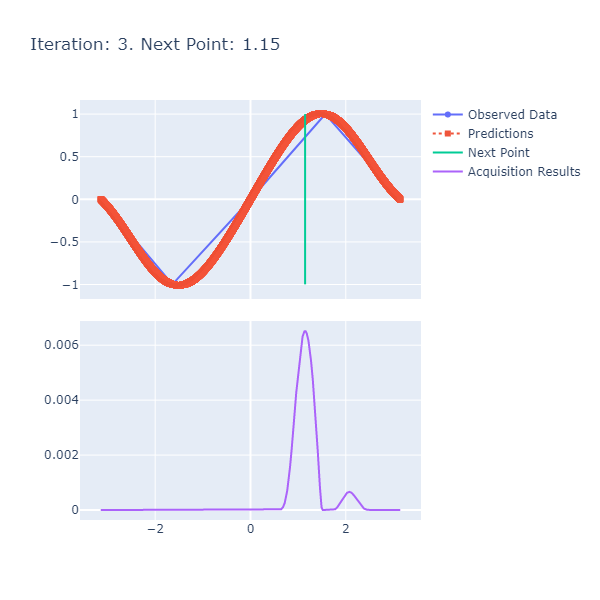 Iteration: 3. Next Point: 1.15
1
0.5
0
−0.5
−1
Observed Data
Predictions
Next Point
Acquisition Results
0.006
0.004
0.002
0
−2
0
2